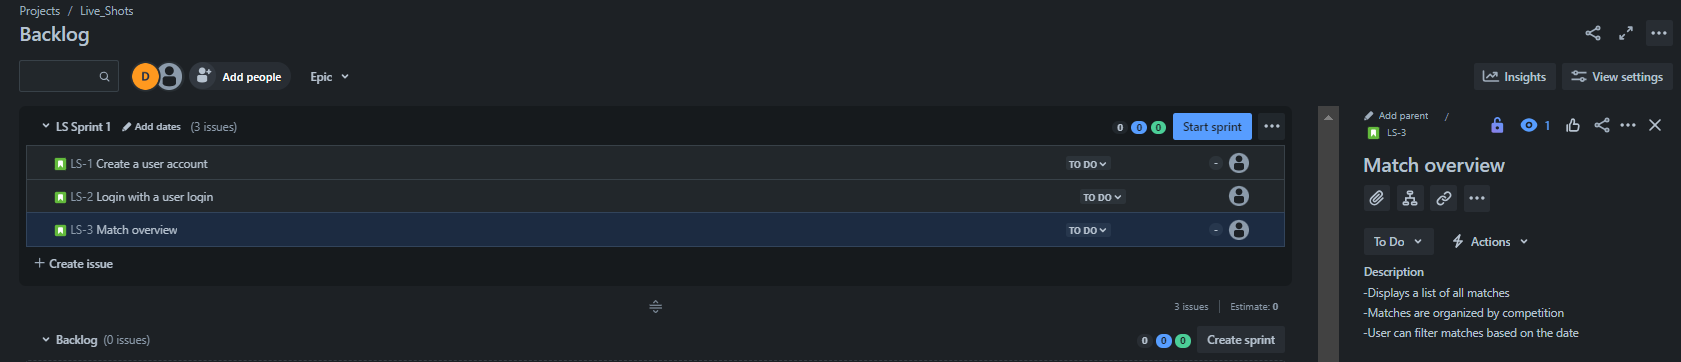 Projects / Live_Shots
Backlog
D Add people Epic
Insights View settings
LS Sprint 1 Add dates (3 issues) 0 0 0 Start sprint
LS-1 Create a user account TO DO -
LS-2 Login with a user login TO DO
LS-3 Match overview TO DO -
+ Create issue
3 issues Estimate: 0
Backlog (0 issues) 0 0 0 Create sprint
Add parent /
LS-3 1
Match overview
To Do Actions
Description
-Displays a list of all matches
-Matches are organized by competition
-User can filter matches based on the date